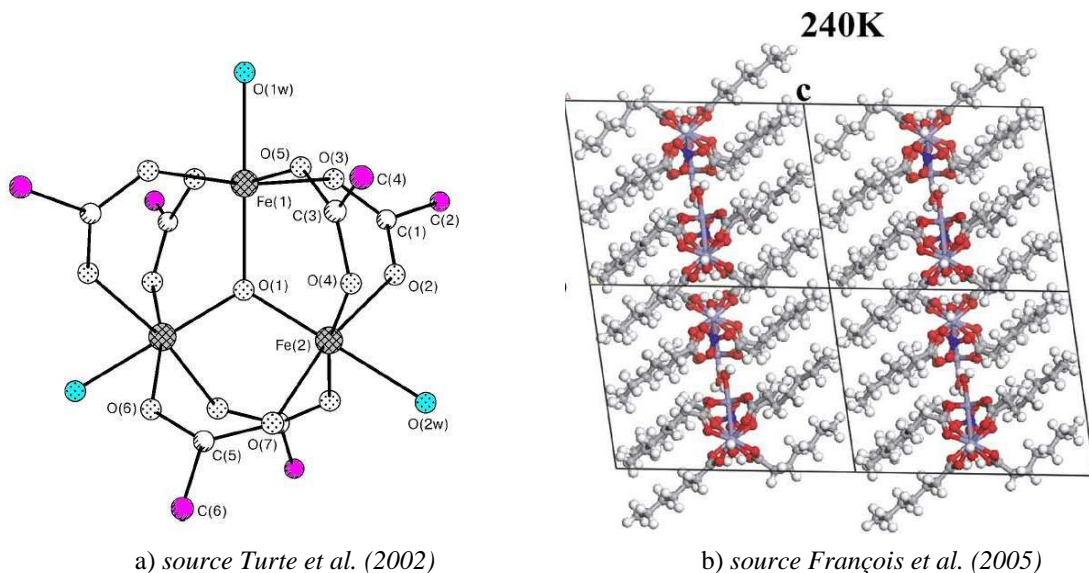 240K
c
O(1w)
O(5)
O(3)
C(4)
Fe(1)
C(3)
C(1)
C(2)
O(1)
O(4)
O(2)
Fe(2)
O(6)
O(7)
O(2w)
C(5)
C(6)
a) source Turte et al. (2002)
b) source François et al. (2005)